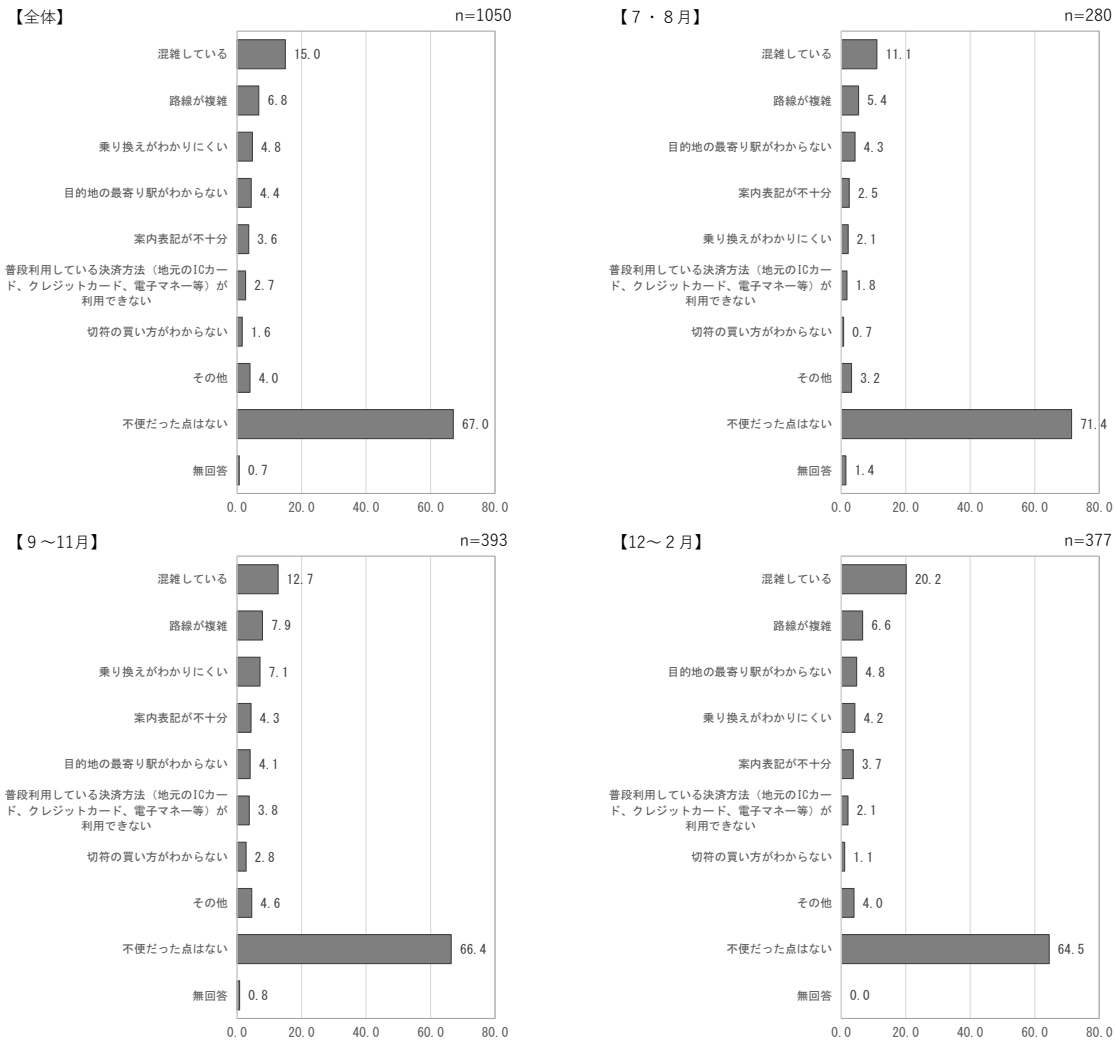 【全体】 n=1050
混雑している 15.0
路線が複雑 6.8
乗り換えがわかりにくい 4.8
目的地の最寄り駅がわからない 4.4
案内表記が不十分 3.6
普段利用している決済方法（地元のICカー
ド、クレジットカード、電子マネー等）が
利用できない
2.7
切符の買い方がわからない 1.6
その他 4.0
不便だった点はない 67.0
無回答 0.7
0.0 20.0 40.0 60.0 80.0
【７・８月】 n=280
混雑している 11.1
路線が複雑 5.4
目的地の最寄り駅がわからない 4.3
案内表記が不十分 2.5
乗り換えがわかりにくい 2.1
普段利用している決済方法（地元のICカー
ド、クレジットカード、電子マネー等）が
利用できない
1.8
切符の買い方がわからない 0.7
その他 3.2
不便だった点はない 71.4
無回答 1.4
0.0 20.0 40.0 60.0 80.0
【９～11月】 n=393
混雑している 12.7
路線が複雑 7.9
乗り換えがわかりにくい 7.1
案内表記が不十分 4.3
目的地の最寄り駅がわからない 4.1
普段利用している決済方法（地元のICカー
ド、クレジットカード、電子マネー等）が
利用できない
3.8
切符の買い方がわからない 2.8
その他 4.6
不便だった点はない 66.4
無回答 0.8
0.0 20.0 40.0 60.0 80.0
【12～２月】 n=377
混雑している 20.2
路線が複雑 6.6
目的地の最寄り駅がわからない 4.8
乗り換えがわかりにくい 4.2
案内表記が不十分 3.7
普段利用している決済方法（地元のICカー
ド、クレジットカード、電子マネー等）が
利用できない
2.1
切符の買い方がわからない 1.1
その他 4.0
不便だった点はない 64.5
無回答 0.0
0.0 20.0 40.0 60.0 80.0